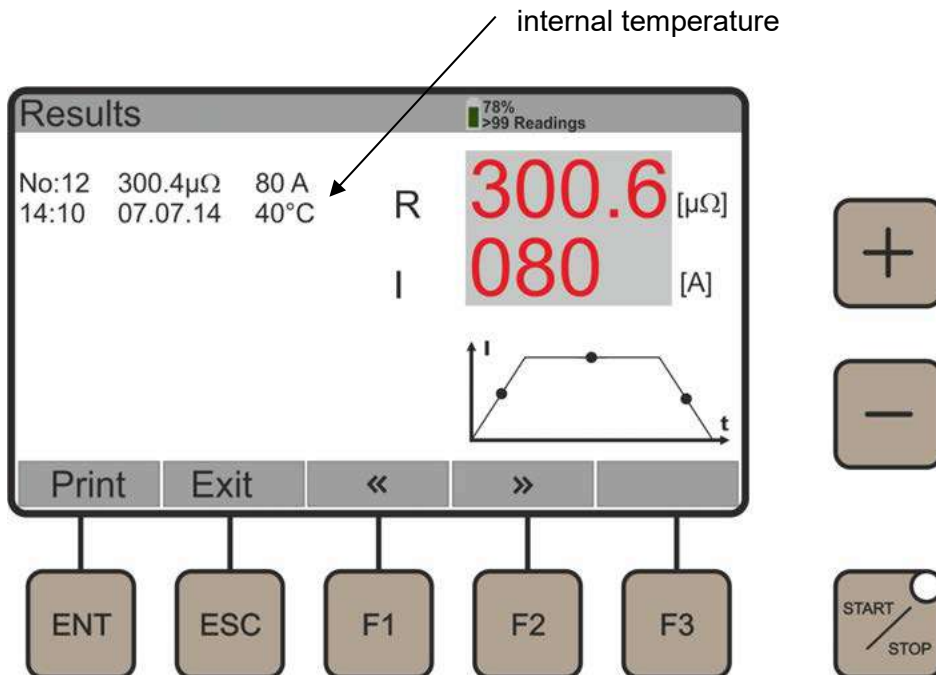 internal temperature
Results
78%
>99 Readings
No:12 300.4µΩ 80 A
14:10 07.07.14 40°C
R 300.6 [µΩ]
I 080 [A]
I
t
Print Exit « »
ENT ESC F1 F2 F3
+
−
START
STOP